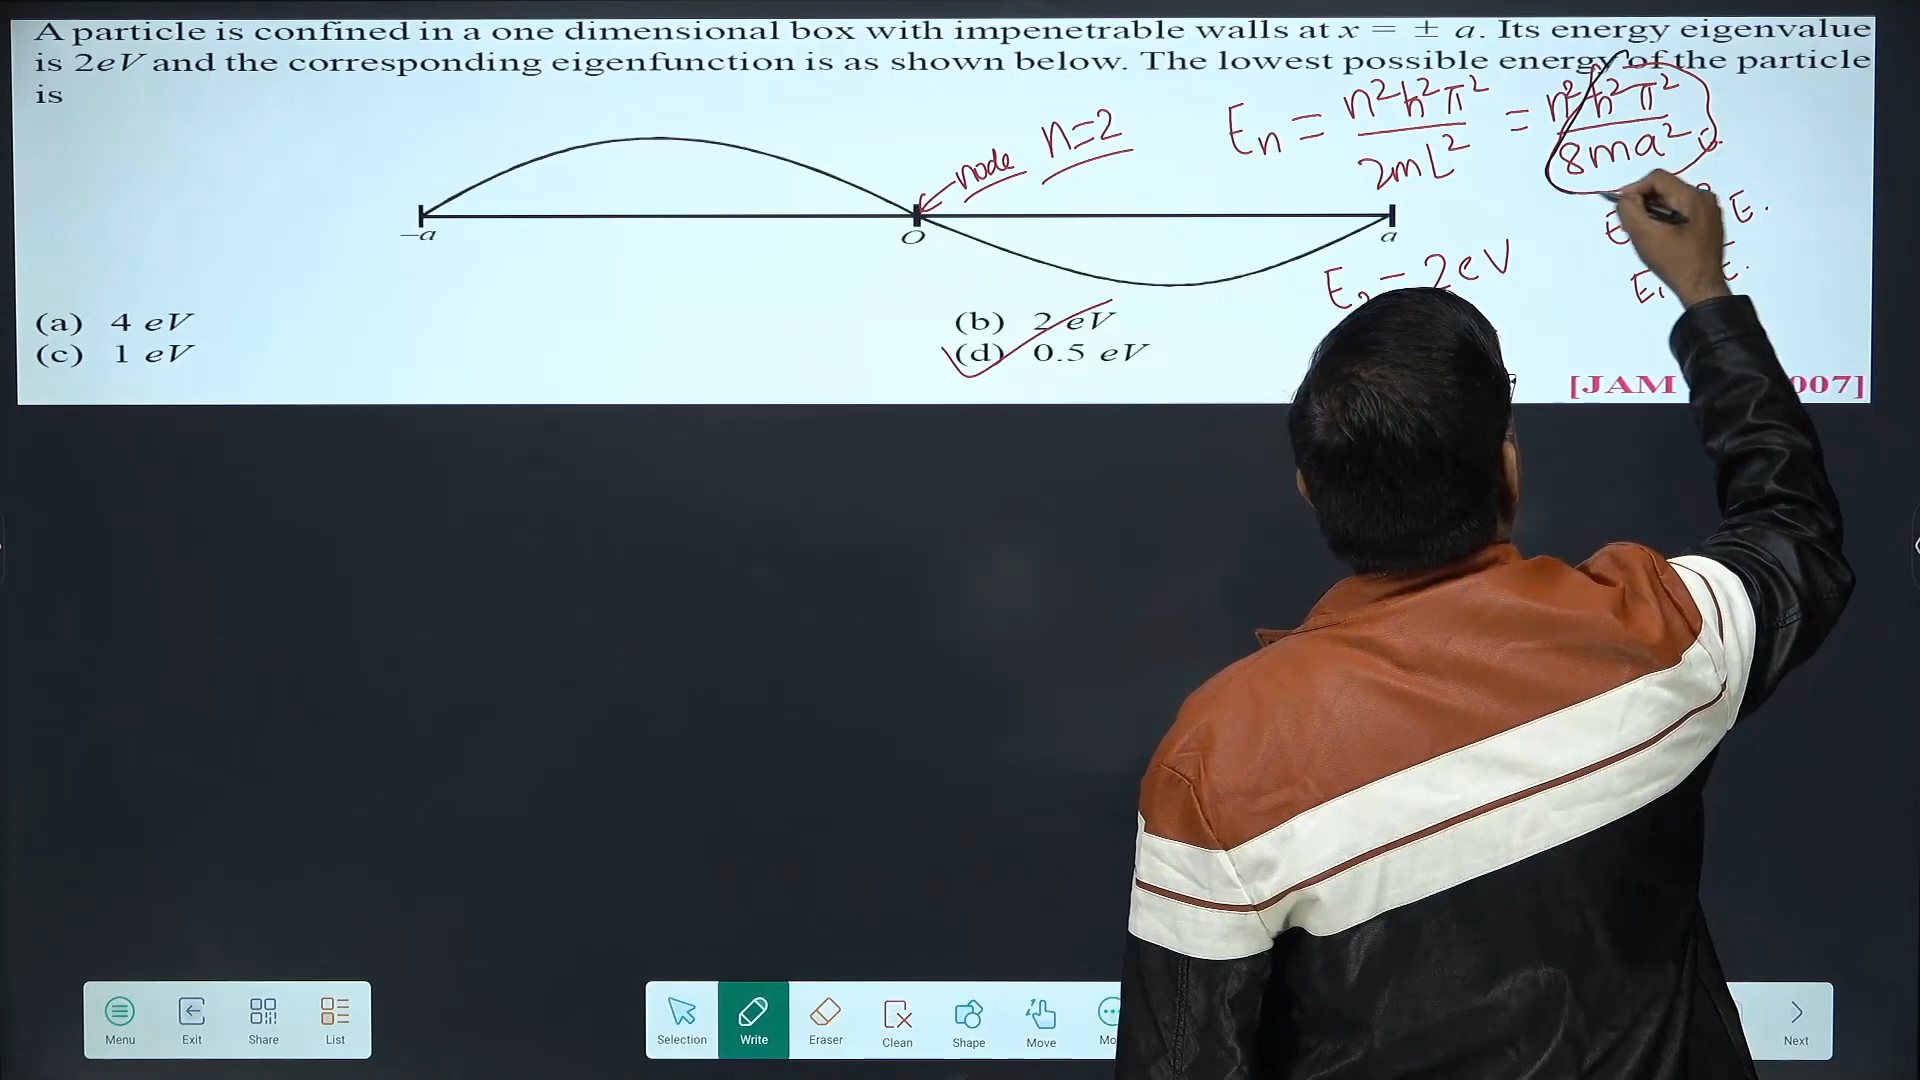 A particle is confined in a one dimensional box with impenetrable walls at x = ± a. Its energy eigenvalue
is 2eV and the corresponding eigenfunction is as shown below. The lowest possible energy of the particle
is
node n=2
Eₙ = n²ħ²π² / 2mL² = n²ħ²π² / 8ma²
−a O a
E₂ = 2eV
E.
E₁ E.
(a) 4 eV (b) 2 eV
(c) 1 eV (d) 0.5 eV
[JAM 007]
Menu Exit Share List Selection Write Eraser Clean Shape Move Mo Next